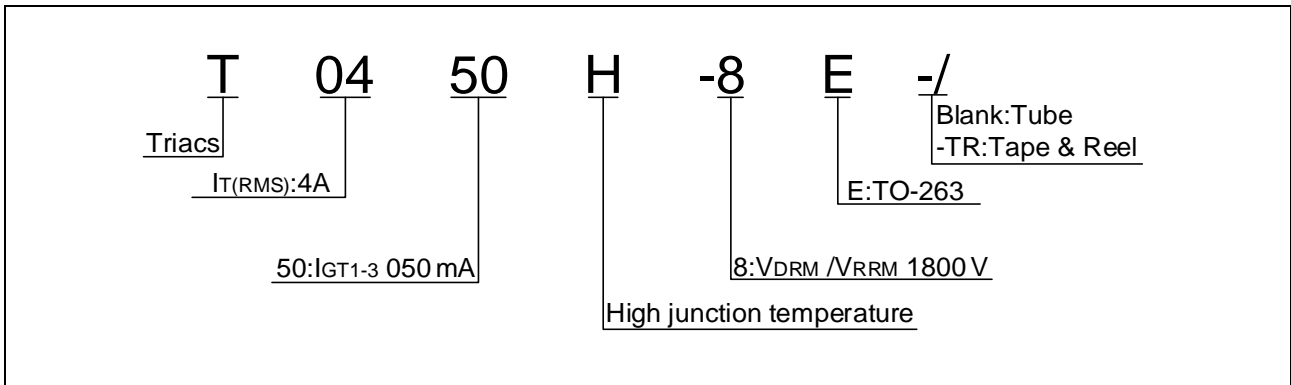 T 04 50 H -8 E -/
Blank:Tube
Triacs
-TR:Tape & Reel
IT(RMS):4A
E:TO-263
50:IGT1-3 050 mA
8:VDRM /VRRM 1800 V
High junction temperature